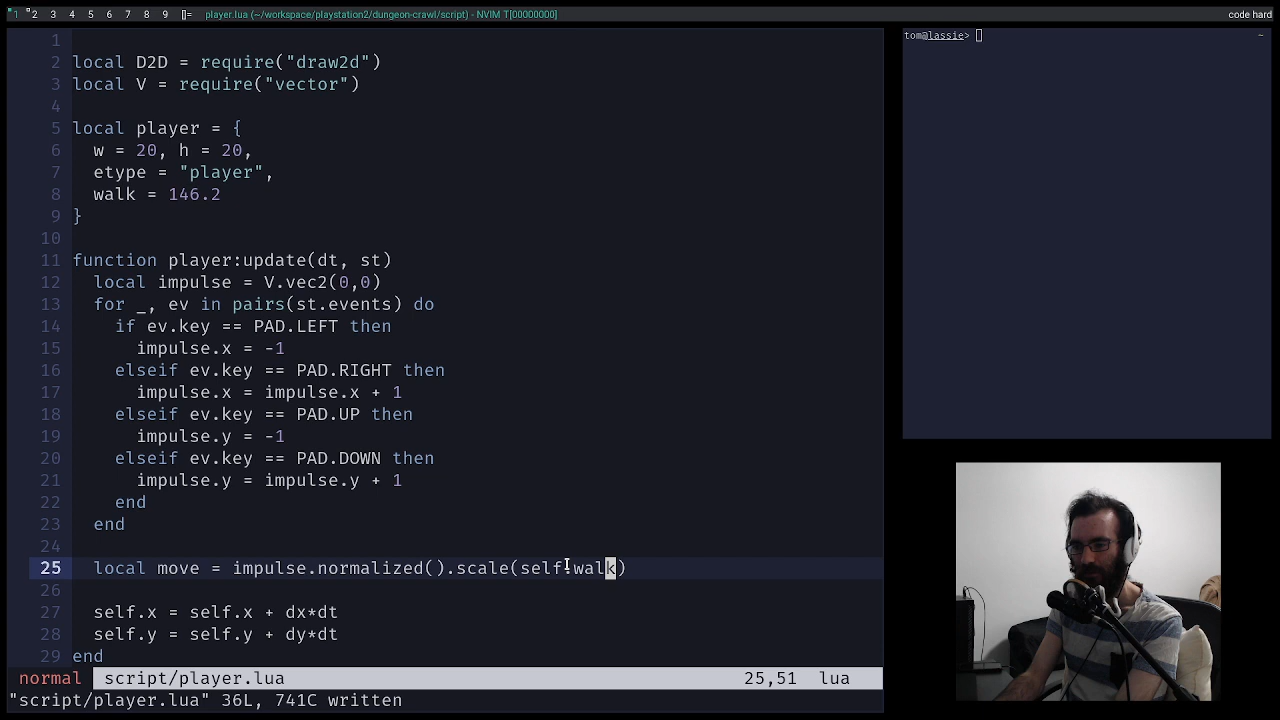 1 2 3 4 5 6 7 8 9 []= player.lua (~/workspace/playstation2/dungeon-crawl/script) - NVIM T[00000000] code hard
1
2 local D2D = require("draw2d")
3 local V = require("vector")
4
5 local player = {
6 w = 20, h = 20,
7 etype = "player",
8 walk = 146.2
9 }
10
11 function player:update(dt, st)
12 local impulse = V.vec2(0,0)
13 for _, ev in pairs(st.events) do
14 if ev.key == PAD.LEFT then
15 impulse.x = -1
16 elseif ev.key == PAD.RIGHT then
17 impulse.x = impulse.x + 1
18 elseif ev.key == PAD.UP then
19 impulse.y = -1
20 elseif ev.key == PAD.DOWN then
21 impulse.y = impulse.y + 1
22 end
23 end
24
25 local move = impulse.normalized().scale(self.walk)
27 self.x = self.x + dx*dt
28 self.y = self.y + dy*dt
29 end
normal script/player.lua 25,51 lua
"script/player.lua" 36L, 741C written
tom@lassie> ~